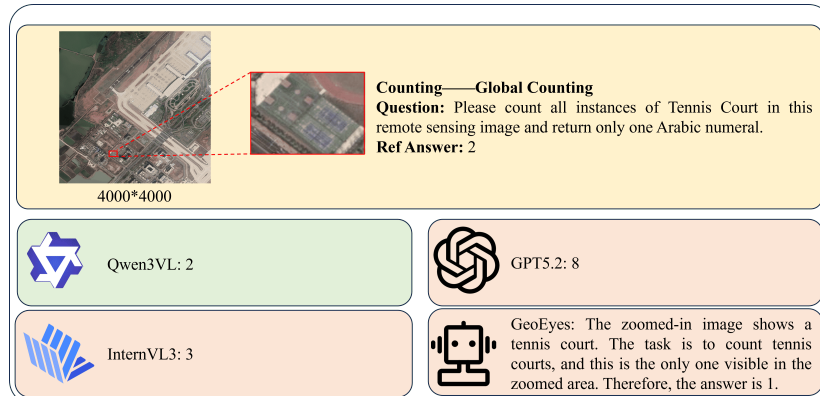 Counting——Global Counting
Question: Please count all instances of Tennis Court in this
remote sensing image and return only one Arabic numeral.
Ref Answer: 2
4000*4000
Qwen3VL: 2
GPT5.2: 8
InternVL3: 3
GeoEyes: The zoomed-in image shows a
tennis court. The task is to count tennis
courts, and this is the only one visible in the
zoomed area. Therefore, the answer is 1.